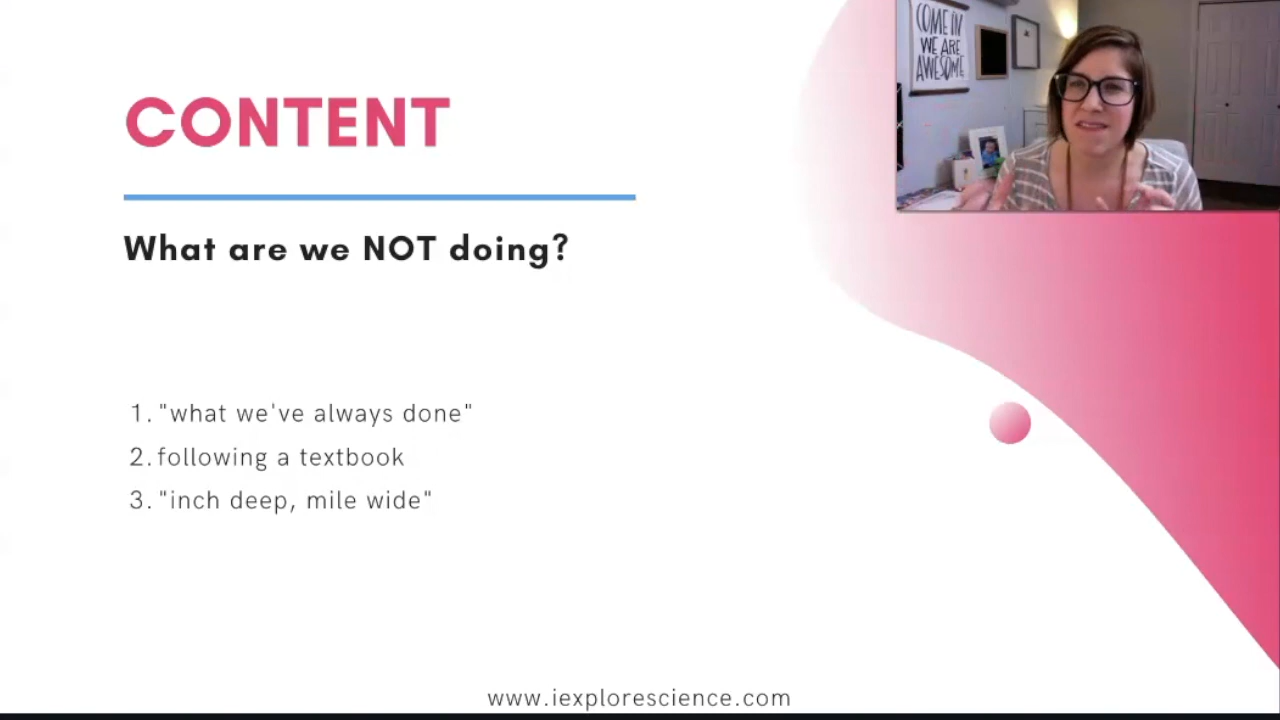 COME IN
WE ARE
AWESOME
CONTENT
What are we NOT doing?
1. "what we've always done"
2. following a textbook
3. "inch deep, mile wide"
www.iexplorescience.com